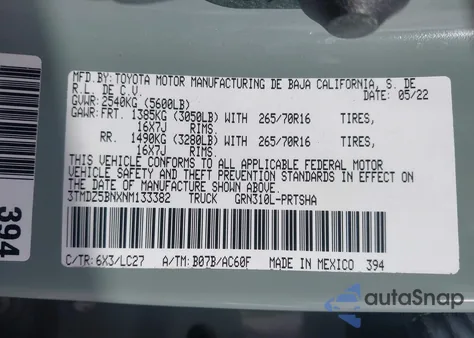 MFD.BY: TOYOTA MOTOR MANUFACTURING DE BAJA CALIFORNIA, S. DE
R.L. DE C.V. DATE: 05/22
GVWR: 2540KG (5600LB)
GAWR: FRT. 1385KG (3050LB) WITH 265/70R16 TIRES,
16X7J RIMS.
RR. 1490KG (3280LB) WITH 265/70R16 TIRES,
16X7J RIMS.
THIS VEHICLE CONFORMS TO ALL APPLICABLE FEDERAL MOTOR
VEHICLE SAFETY AND THEFT PREVENTION STANDARDS IN EFFECT
ON THE DATE OF MANUFACTURE SHOWN ABOVE.
3TMDZ5BNXNM133382 TRUCK GRN310L-PRTSHA
C/TR: 6X3/LC27 A/TM: B07B/AC60F MADE IN MEXICO 394
394
autoSnap